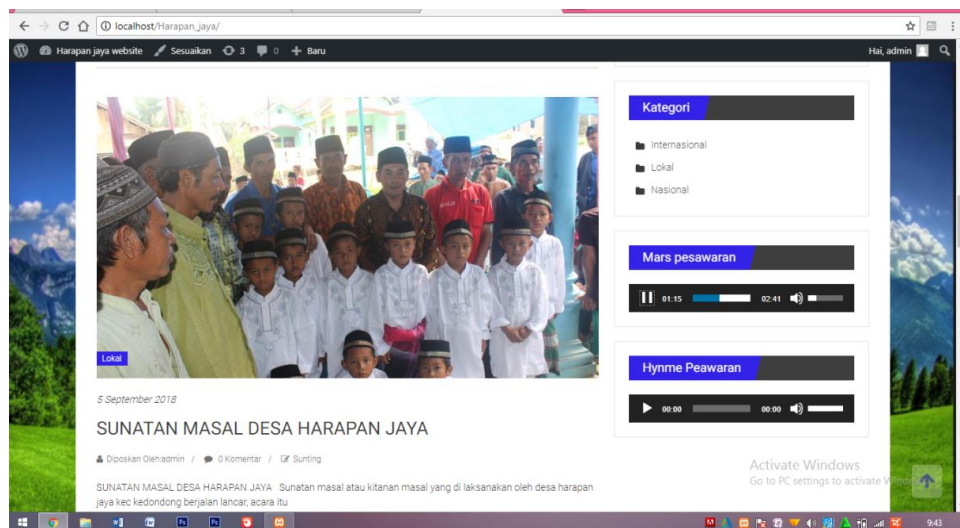 localhost/Harapan_jaya/
Harapan jaya website Sesuaikan 3 0 Baru Hai, admin
Kategori
Internasional
Lokal
Nasional
Mars pesawaran
01:15 02:41
Hynme Peawaran
00:00 00:00
Lokal
5 September 2018
SUNATAN MASAL DESA HARAPAN JAYA
Diposkan Oleh:admin / 0 Komentar / Sunting
SUNATAN MASAL DESA HARAPAN JAYA Sunatan masal atau kitanan masal yang di laksanakan oleh desa harapan
jaya kec kedondong berjalan lancar, acara itu
Activate Windows
Go to PC settings to activate
9:43